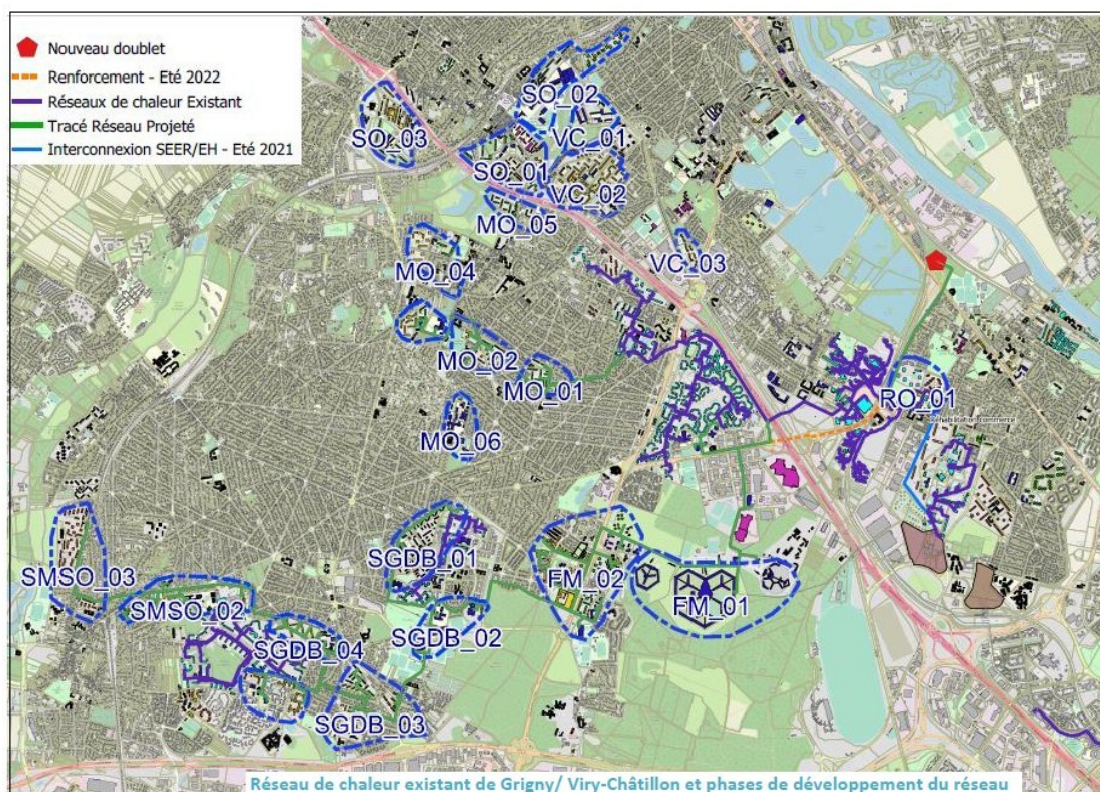 Nouveau doublet
Renforcement - Eté 2022
Réseaux de chaleur Existant
Tracé Réseau Projeté
Interconnexion SEER/EH - Eté 2021
SO_02
SO_03
VC_01
SO_01
VC_02
MO_05
VC_03
MO_04
MO_02
MO_01
RO_01
Réhabilitation commerce
MO_06
SGDB_01
SMSO_03
FM_02
SMSO_02
FM_01
SGDB_02
SGDB_04
SGDB_03
Réseau de chaleur existant de Grigny/ Viry-Châtillon et phases de développement du réseau